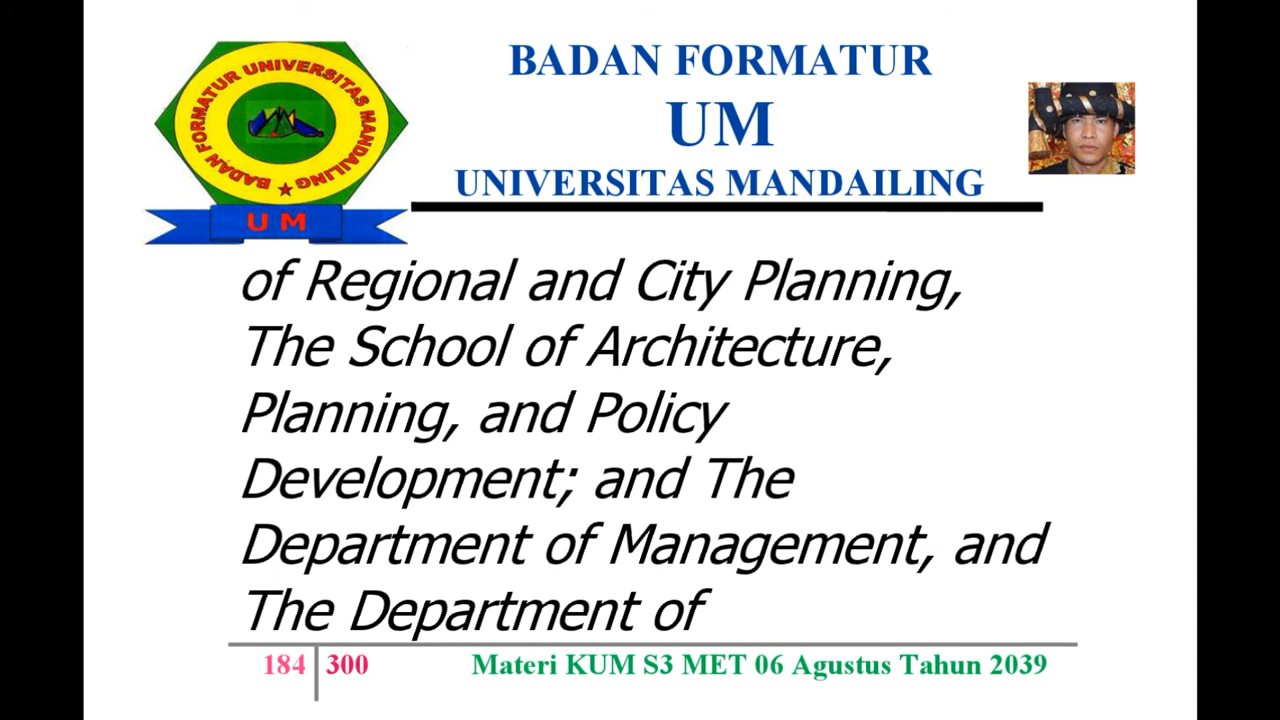 BADAN FORMATUR UNIVERSITAS MANDAILING
U M
BADAN FORMATUR
UM
UNIVERSITAS MANDAILING
of Regional and City Planning,
The School of Architecture,
Planning, and Policy
Development; and The
Department of Management, and
The Department of
184 300 Materi KUM S3 MET 06 Agustus Tahun 2039